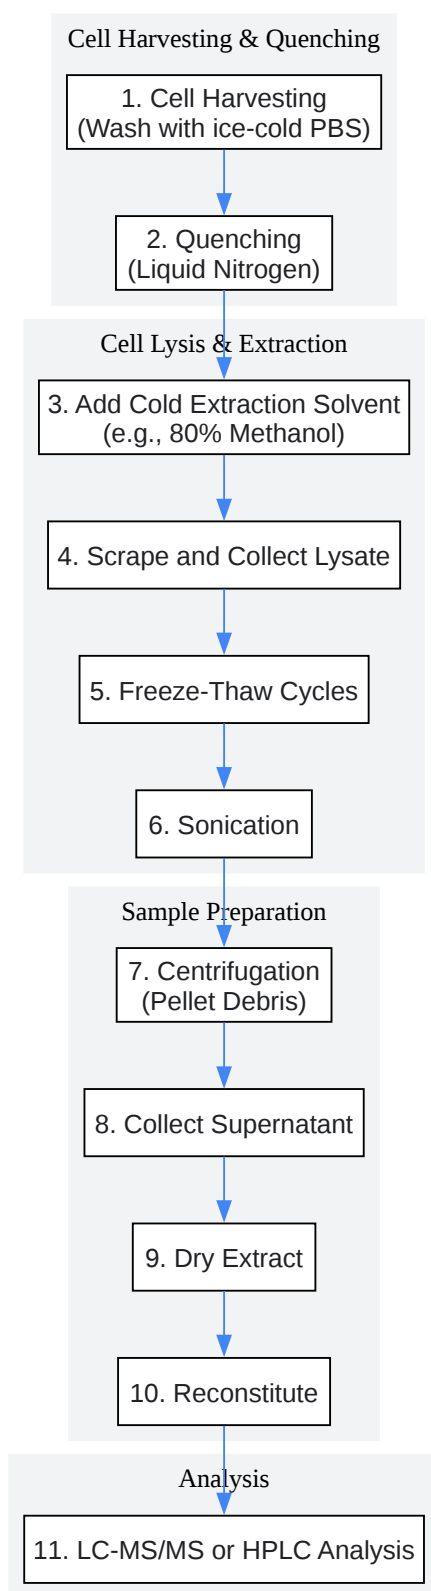 Cell Harvesting & Quenching
1. Cell Harvesting
(Wash with ice-cold PBS)
2. Quenching
(Liquid Nitrogen)
Cell Lysis & Extraction
3. Add Cold Extraction Solvent
(e.g., 80% Methanol)
4. Scrape and Collect Lysate
5. Freeze-Thaw Cycles
6. Sonication
Sample Preparation
7. Centrifugation
(Pellet Debris)
8. Collect Supernatant
9. Dry Extract
10. Reconstitute
Analysis
11. LC-MS/MS or HPLC Analysis